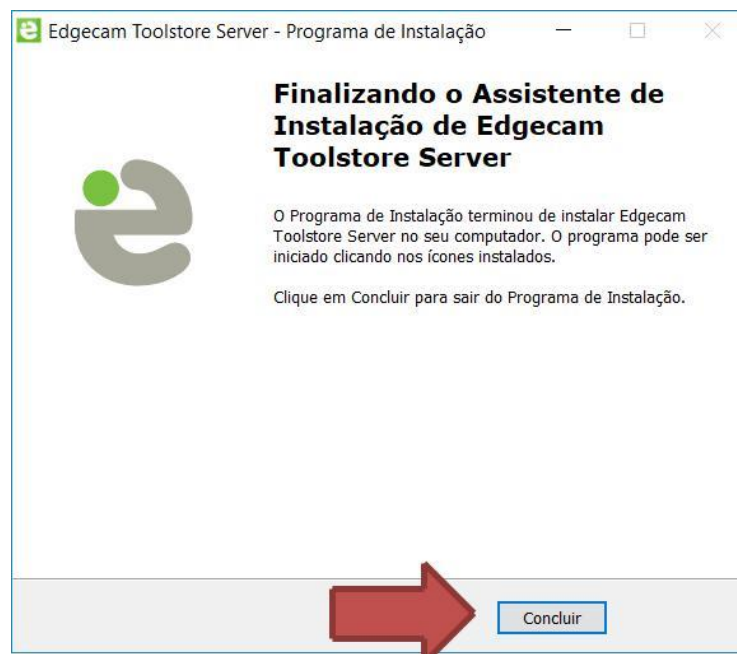 Edgecam Toolstore Server - Programa de Instalação
Finalizando o Assistente de
Instalação de Edgecam
Toolstore Server
O Programa de Instalação terminou de instalar Edgecam
Toolstore Server no seu computador. O programa pode ser
iniciado clicando nos ícones instalados.
Clique em Concluir para sair do Programa de Instalação.
Concluir